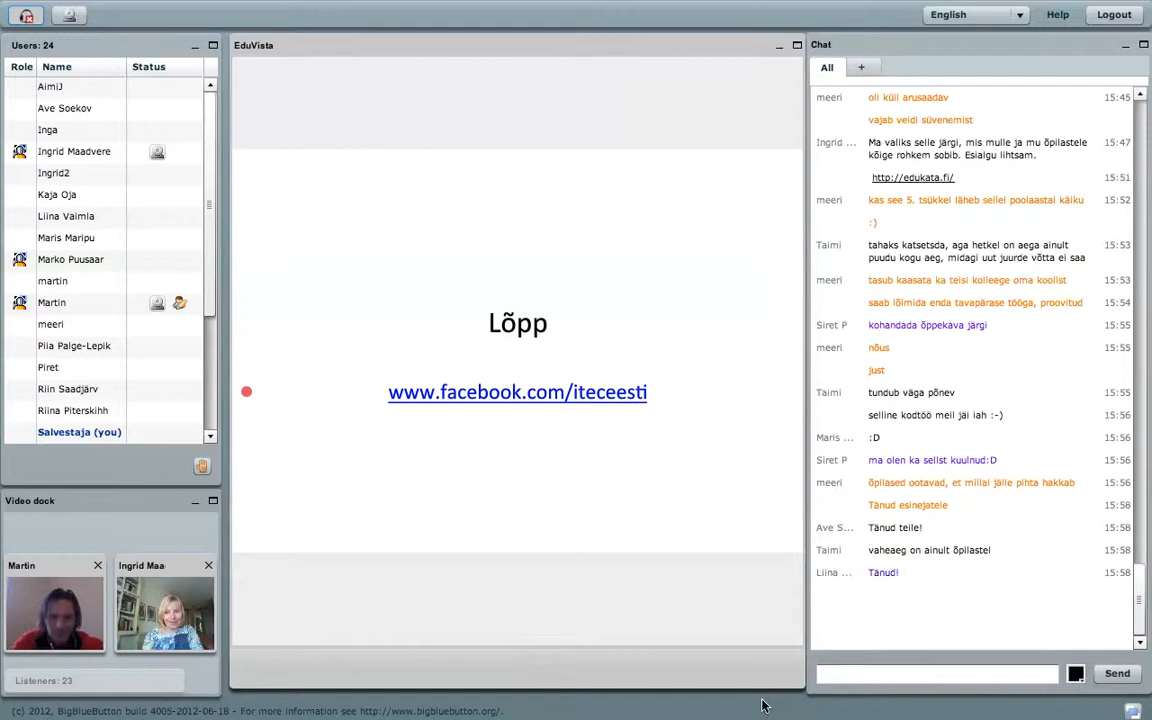 English
Help
Logout
Users: 24
Role Name Status
AimiJ
Ave Soekov
Inga
Ingrid Maadvere
Ingrid2
Kaja Oja
Liina Vaimla
Maris Maripu
Marko Puusaar
martin
Martin
meeri
Piia Palge-Lepik
Piret
Riin Saadjärv
Riina Piterskihh
Salvestaja (you)
Video dock
Martin
Ingrid Maa
Listeners: 23
EduVista
Lõpp
www.facebook.com/iteceesti
Chat
All +
meeri oli küll arusaadav 15:45
vajab veidi süvenemist
Ingrid ... Ma valiks selle järgi, mis mulle ja mu õpilastele 15:47
kõige rohkem sobib. Esialgu lihtsam.
http://edukata.fi/ 15:51
meeri kas see 5. tsükkel läheb sellel poolaastal käiku 15:52
:)
Taimi tahaks katsetsda, aga hetkel on aega ainult 15:53
puudu kogu aeg, midagi uut juurde võtta ei saa
meeri tasub kaasata ka teisi kolleege oma koolist 15:53
saab lõimida enda tavapärase tööga, proovitud 15:54
Siret P kohandada õppekava järgi 15:55
meeri nõus 15:55
just
Taimi tundub väga põnev 15:55
selline kodtöö meil jäi iah :-) 15:56
Maris ... :D 15:56
Siret P ma olen ka sellst kuulnud:D 15:56
meeri õpilased ootavad, et millal jälle pihta hakkab 15:56
Tänud esinejatele 15:58
Ave S... Tänud teile! 15:58
Taimi vaheaeg on ainult õpilastel 15:58
Liina ... Tänud! 15:58
Send
(c) 2012, BigBlueButton build 4005-2012-06-18 - For more information see http://www.bigbluebutton.org/.